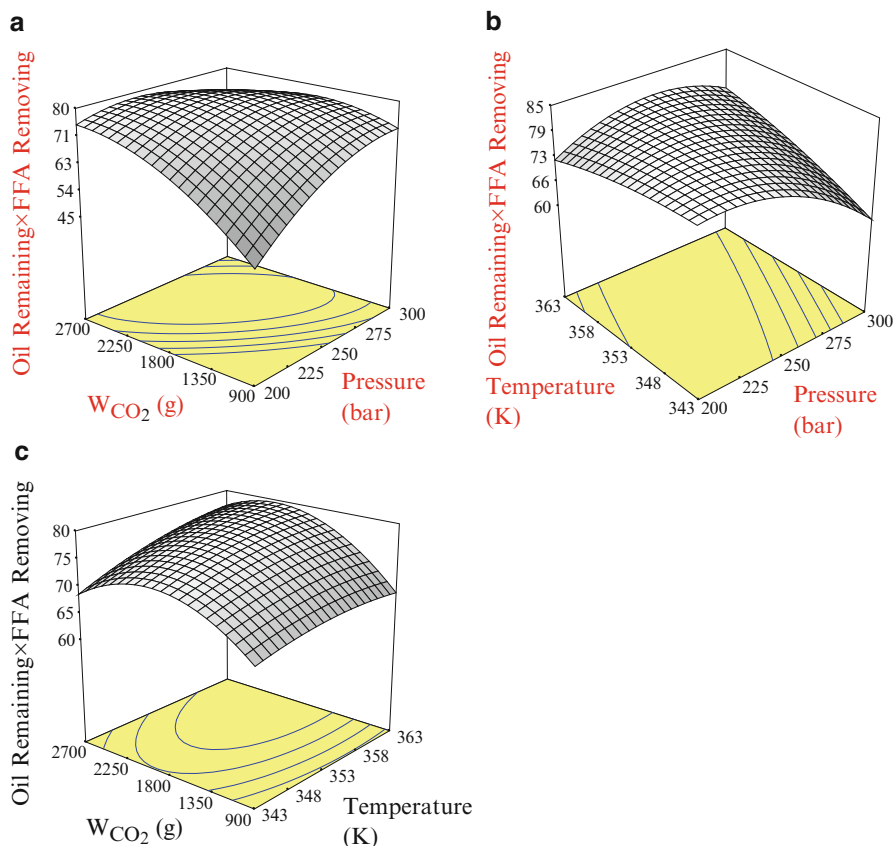 a
Oil Remaining×FFA Removing
80
71
63
54
45
2700
2250
1800
1350
900
W_CO2 (g)
200
225
250
275
300
Pressure
(bar)
b
Oil Remaining×FFA Removing
85
79
73
66
60
363
358
353
348
343
Temperature
(K)
200
225
250
275
300
Pressure
(bar)
c
Oil Remaining×FFA Removing
80
75
70
65
60
2700
2250
1800
1350
900
W_CO2 (g)
343
348
353
358
363
Temperature
(K)